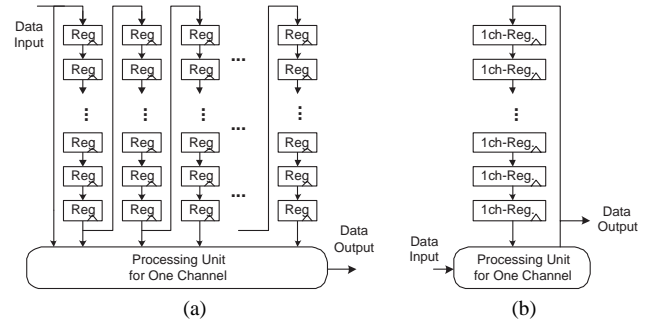 Data
Input
Reg Reg Reg Reg
Reg Reg Reg ... Reg
⋮ ⋮ ⋮ ⋮
Reg Reg Reg ... Reg
Reg Reg Reg Reg
Reg Reg Reg ... Reg
Data
Output
Processing Unit
for One Channel
(a)
1ch-Reg.
1ch-Reg.
⋮
1ch-Reg.
1ch-Reg.
1ch-Reg.
Data
Output
Data
Input
Processing Unit
for One Channel
(b)